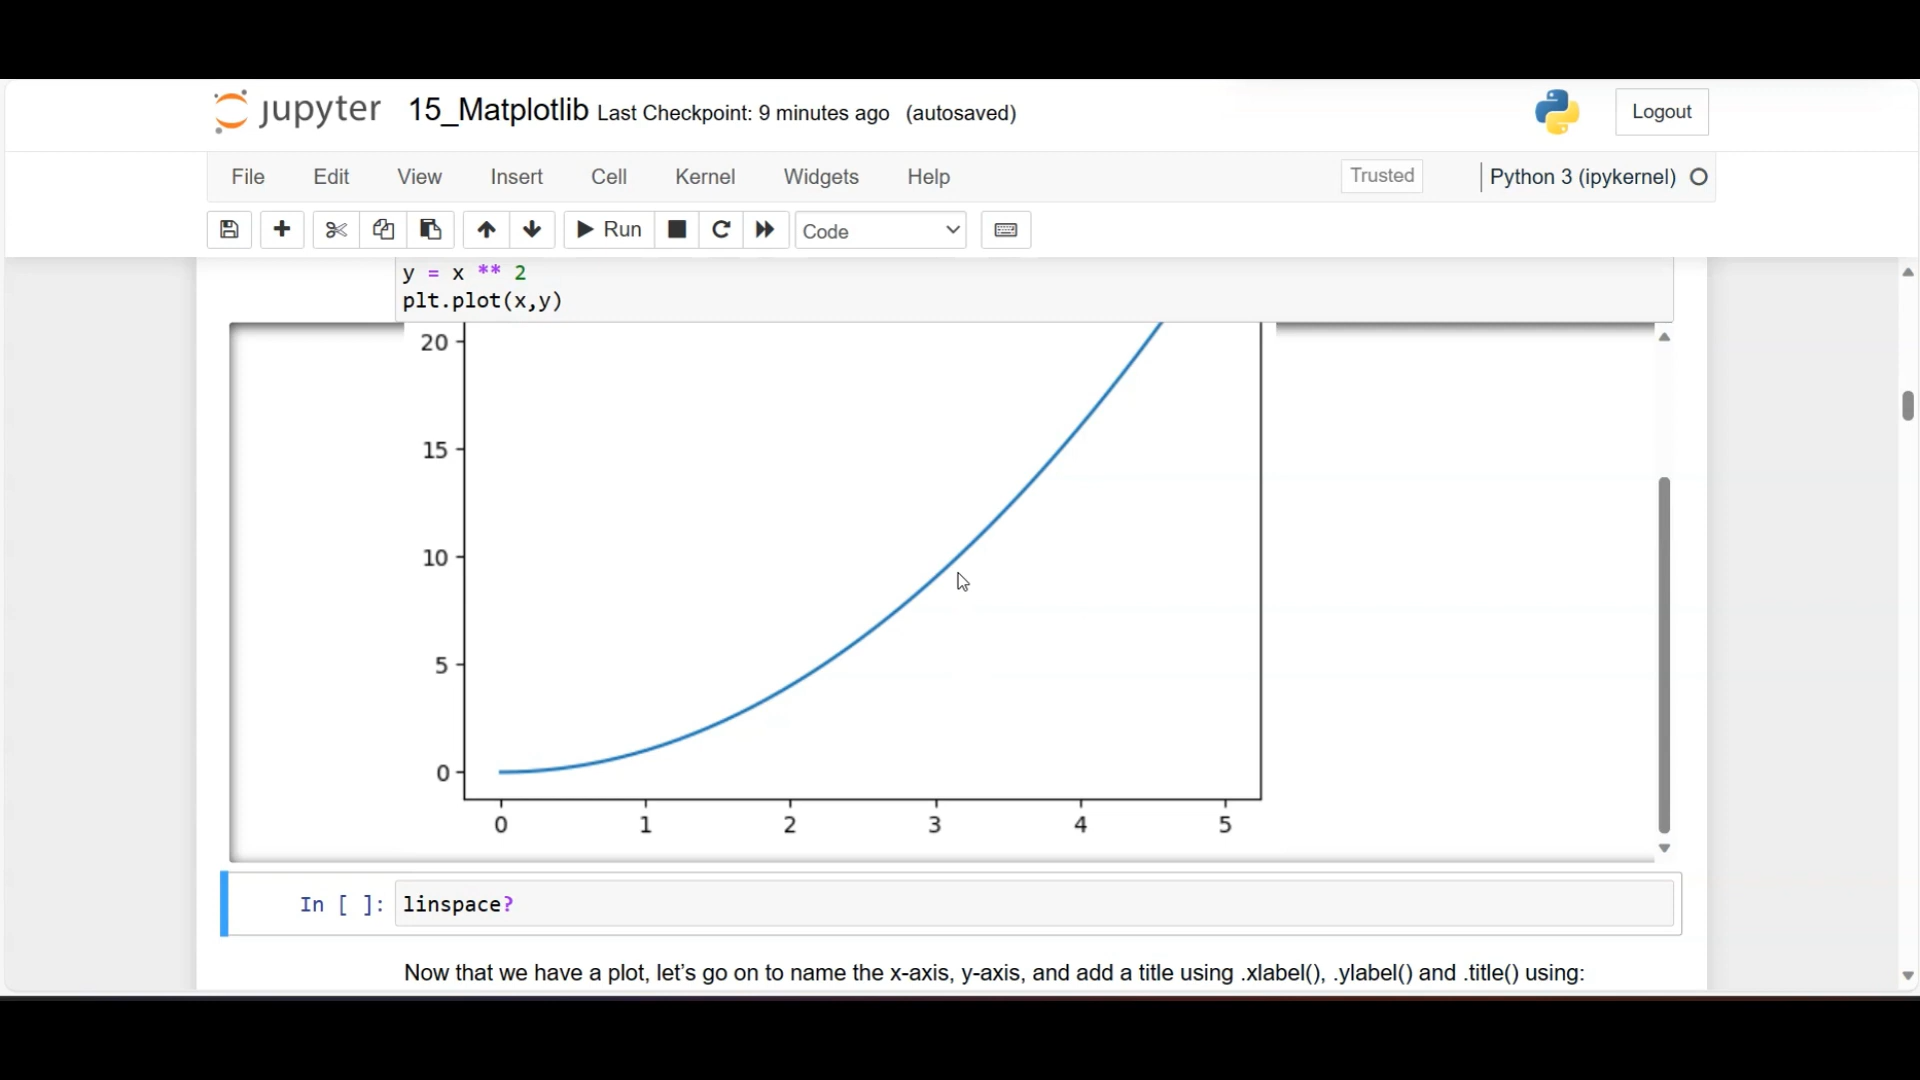 jupyter 15_Matplotlib Last Checkpoint: 9 minutes ago (autosaved) Logout
File Edit View Insert Cell Kernel Widgets Help Trusted Python 3 (ipykernel)
Run Code
y = x ** 2
plt.plot(x,y)
20
15
10
5
0
0 1 2 3 4 5
In [ ]: linspace?
Now that we have a plot, let’s go on to name the x-axis, y-axis, and add a title using .xlabel(), .ylabel() and .title() using: